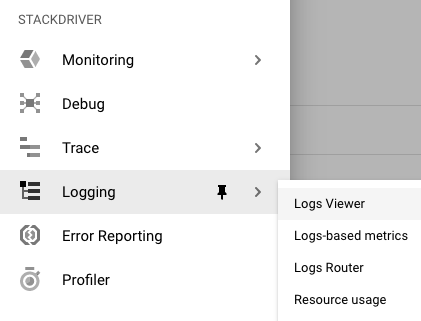 STACKDRIVER
Monitoring
Debug
Trace
Logging
Error Reporting
Profiler
Logs Viewer
Logs-based metrics
Logs Router
Resource usage